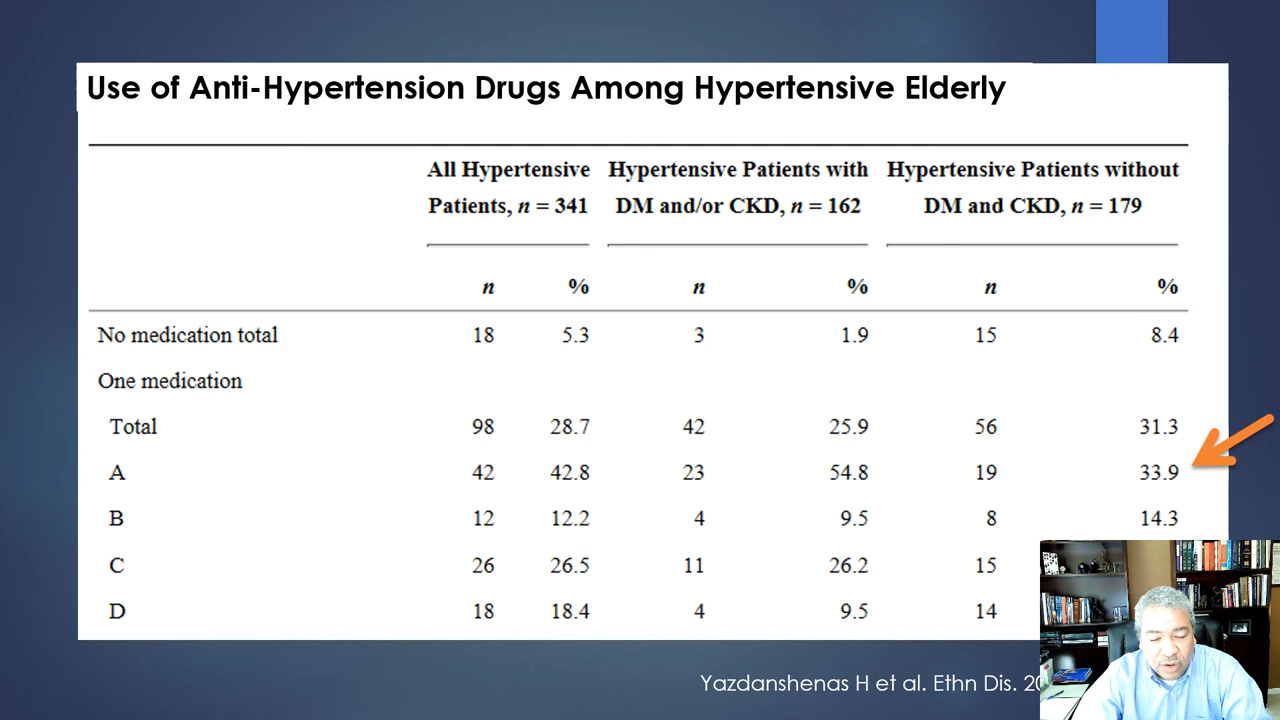 Use of Anti-Hypertension Drugs Among Hypertensive Elderly
All Hypertensive Hypertensive Patients with Hypertensive Patients without
Patients, n = 341 DM and/or CKD, n = 162 DM and CKD, n = 179
n % n % n %
No medication total 18 5.3 3 1.9 15 8.4
One medication
Total 98 28.7 42 25.9 56 31.3
A 42 42.8 23 54.8 19 33.9
B 12 12.2 4 9.5 8 14.3
C 26 26.5 11 26.2 15
D 18 18.4 4 9.5 14
Yazdanshenas H et al. Ethn Dis.